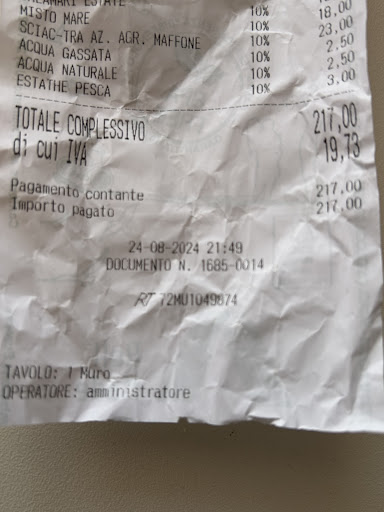 CALAMARI ESTATE 10% 18,00
MISTO MARE 10% 23,00
SCIAC-TRA AZ. AGR. MAFFONE 10% 2,50
ACQUA GASSATA 10% 2,50
ACQUA NATURALE 10% 3,00
ESTATHE PESCA 10%
TOTALE COMPLESSIVO 217,00
di cui IVA 19,73
Pagamento contante 217,00
Importo pagato 217,00
24-08-2024 21:49
DOCUMENTO N. 1685-0014
RT 72MU1049874
TAVOLO: 1 Muro
OPERATORE: amministratore